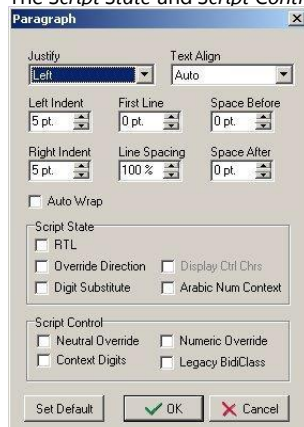 The Script State and Script Contr
Paragraph
Justify Text Align
Left Auto
Left Indent First Line Space Before
5 pt. 0 pt. 0 pt.
Right Indent Line Spacing Space After
5 pt. 100 % 0 pt.
Auto Wrap
Script State
RTL
Override Direction Display Ctrl Chrs
Digit Substitute Arabic Num Context
Script Control
Neutral Override Numeric Override
Context Digits Legacy BidiClass
Set Default OK Cancel